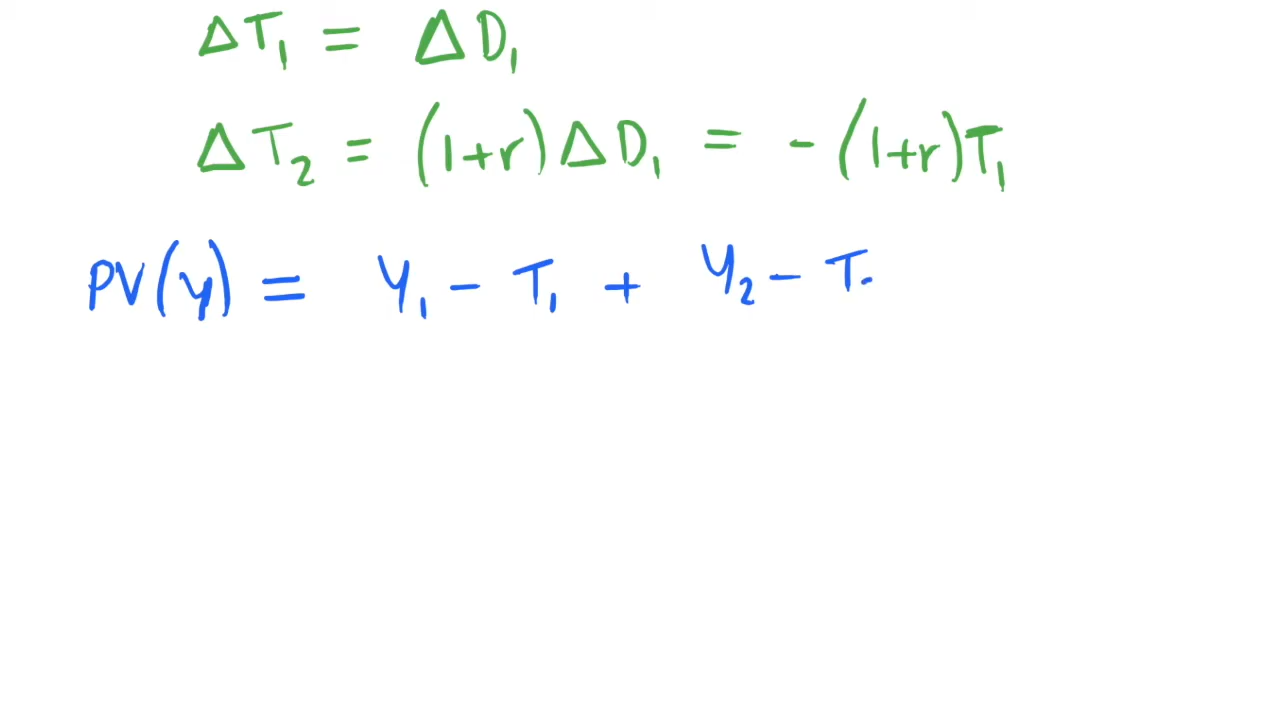 ΔT₁ = ΔD₁
ΔT₂ = (1+r)ΔD₁ = -(1+r)T₁
PV(y) = Y₁ - T₁ + Y₂ - T